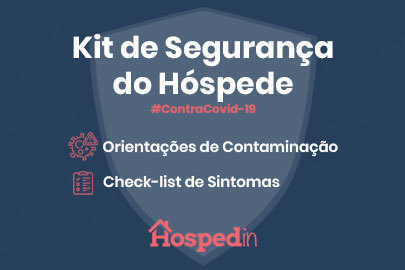 Kit de Segurança
do Hóspede
#ContraCovid-19
Orientações de Contaminação
Check-list de Sintomas
Hospedin